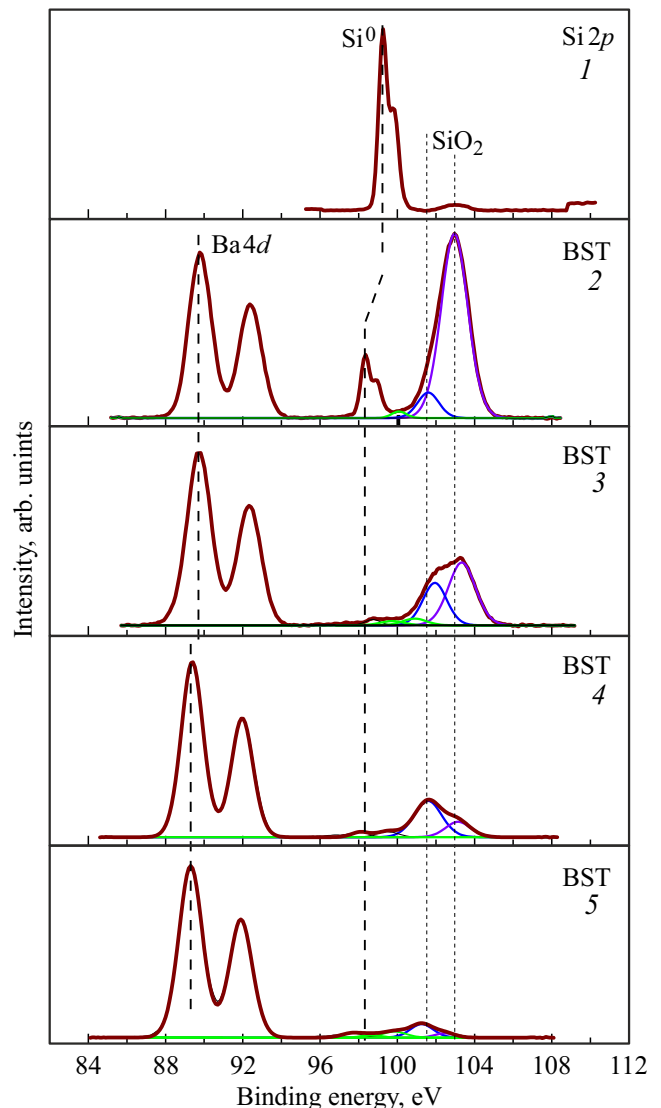 Si⁰
Si 2p
1
SiO₂
Ba 4d
BST
2
BST
3
BST
4
BST
5
Intensity, arb. unints
84 88 92 96 100 104 108 112
Binding energy, eV